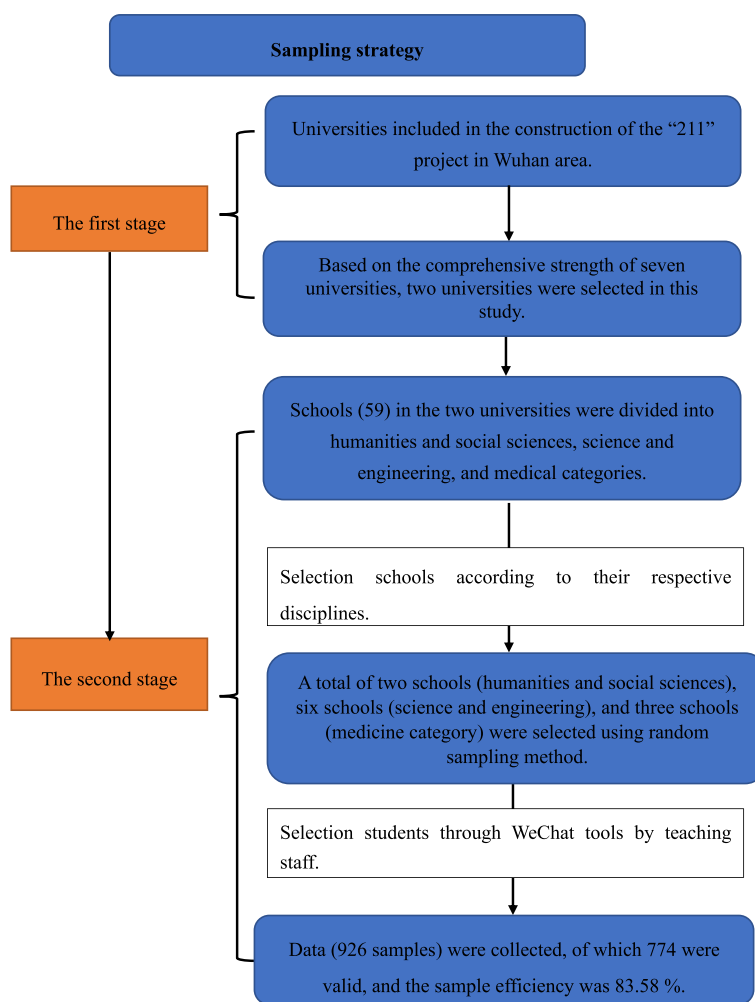 Sampling strategy
Universities included in the construction of the “211”
project in Wuhan area.
The first stage
Based on the comprehensive strength of seven
universities, two universities were selected in this
study.
Schools (59) in the two universities were divided into
humanities and social sciences, science and
engineering, and medical categories.
Selection schools according to their respective
disciplines.
The second stage
A total of two schools (humanities and social sciences),
six schools (science and engineering), and three schools
(medicine category) were selected using random
sampling method.
Selection students through WeChat tools by teaching
staff.
Data (926 samples) were collected, of which 774 were
valid, and the sample efficiency was 83.58 %.